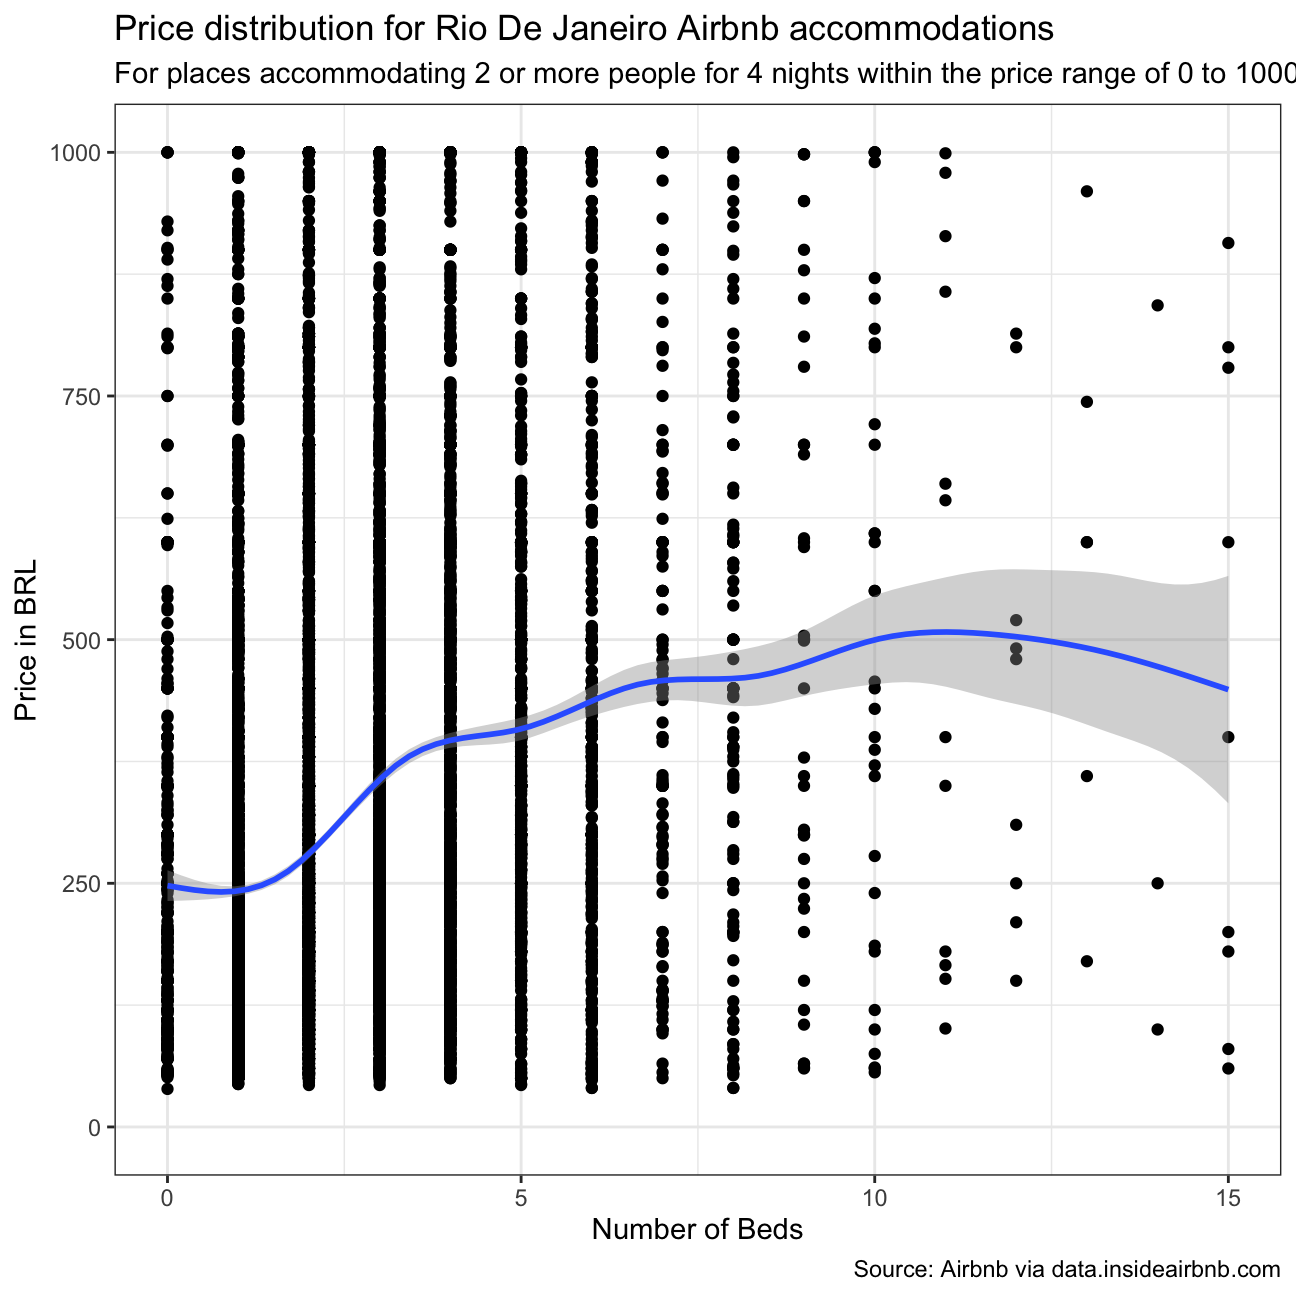 Price distribution for Rio De Janeiro Airbnb accommodations
For places accommodating 2 or more people for 4 nights within the price range of 0 to 1000
1000
750
500
250
0
Price in BRL
0 5 10 15
Number of Beds
Source: Airbnb via data.insideairbnb.com